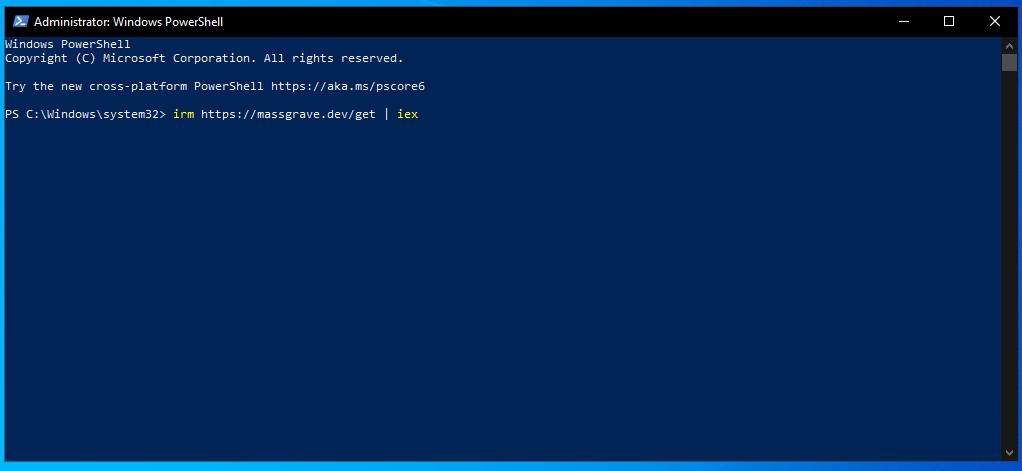 Administrator: Windows PowerShell
Windows PowerShell
Copyright (C) Microsoft Corporation. All rights reserved.
Try the new cross-platform PowerShell https://aka.ms/pscore6
PS C:\Windows\system32> irm https://massgrave.dev/get | iex